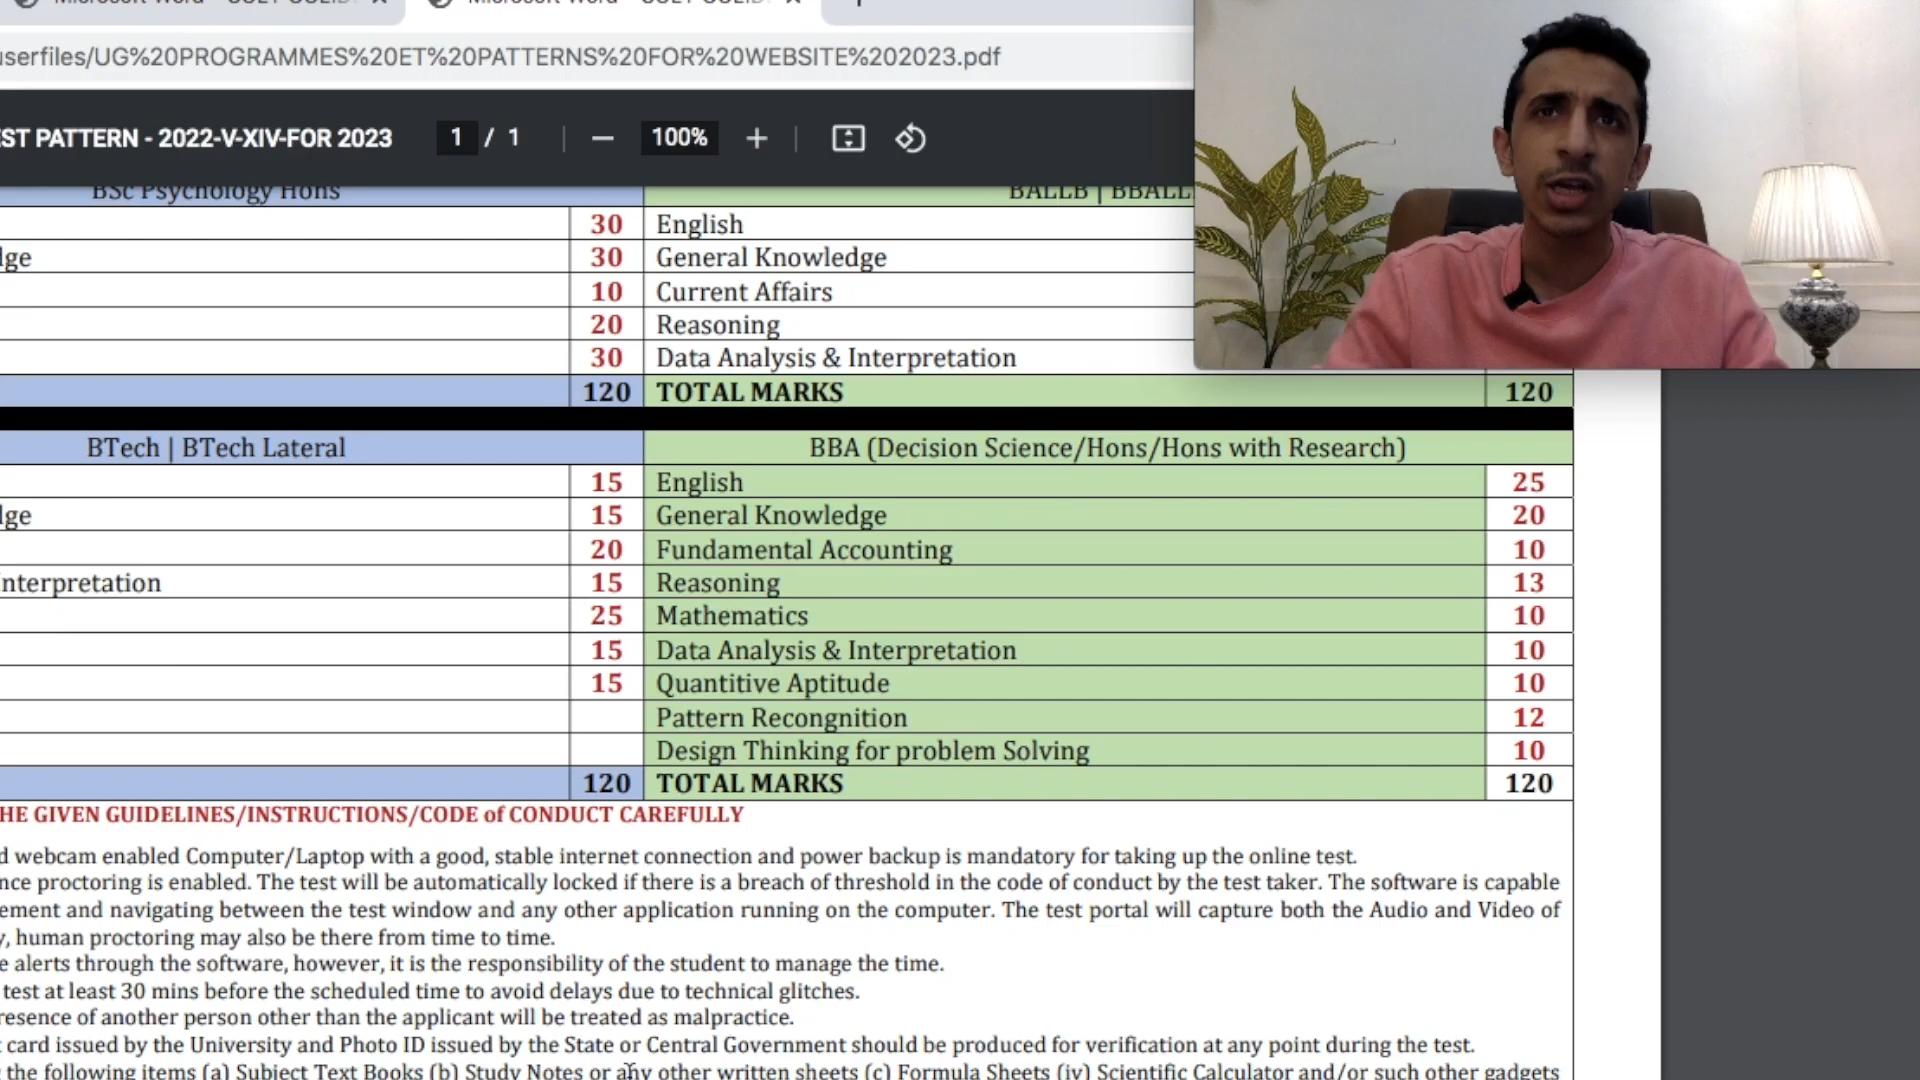 userfiles/UG%20PROGRAMMES%20ET%20PATTERNS%20FOR%20WEBSITE%202023.pdf
EST PATTERN - 2022-V-XIV-FOR 2023 1 / 1 — 100% +
BSc Psychology Hons BALLB | BBALL
30 English
lge 30 General Knowledge
10 Current Affairs
20 Reasoning
30 Data Analysis & Interpretation
120 TOTAL MARKS 120
BTech | BTech Lateral BBA (Decision Science/Hons/Hons with Research)
15 English 25
lge 15 General Knowledge 20
20 Fundamental Accounting 10
nterpretation 15 Reasoning 13
25 Mathematics 10
15 Data Analysis & Interpretation 10
15 Quantitive Aptitude 10
Pattern Recongnition 12
Design Thinking for problem Solving 10
120 TOTAL MARKS 120
HE GIVEN GUIDELINES/INSTRUCTIONS/CODE of CONDUCT CAREFULLY
d webcam enabled Computer/Laptop with a good, stable internet connection and power backup is mandatory for taking up the online test.
nce proctoring is enabled. The test will be automatically locked if there is a breach of threshold in the code of conduct by the test taker. The software is capable
ement and navigating between the test window and any other application running on the computer. The test portal will capture both the Audio and Video of
y, human proctoring may also be there from time to time.
e alerts through the software, however, it is the responsibility of the student to manage the time.
test at least 30 mins before the scheduled time to avoid delays due to technical glitches.
resence of another person other than the applicant will be treated as malpractice.
t card issued by the University and Photo ID issued by the State or Central Government should be produced for verification at any point during the test.
the following items (a) Subject Text Books (b) Study Notes or any other written sheets (c) Formula Sheets (iv) Scientific Calculator and/or such other gadgets